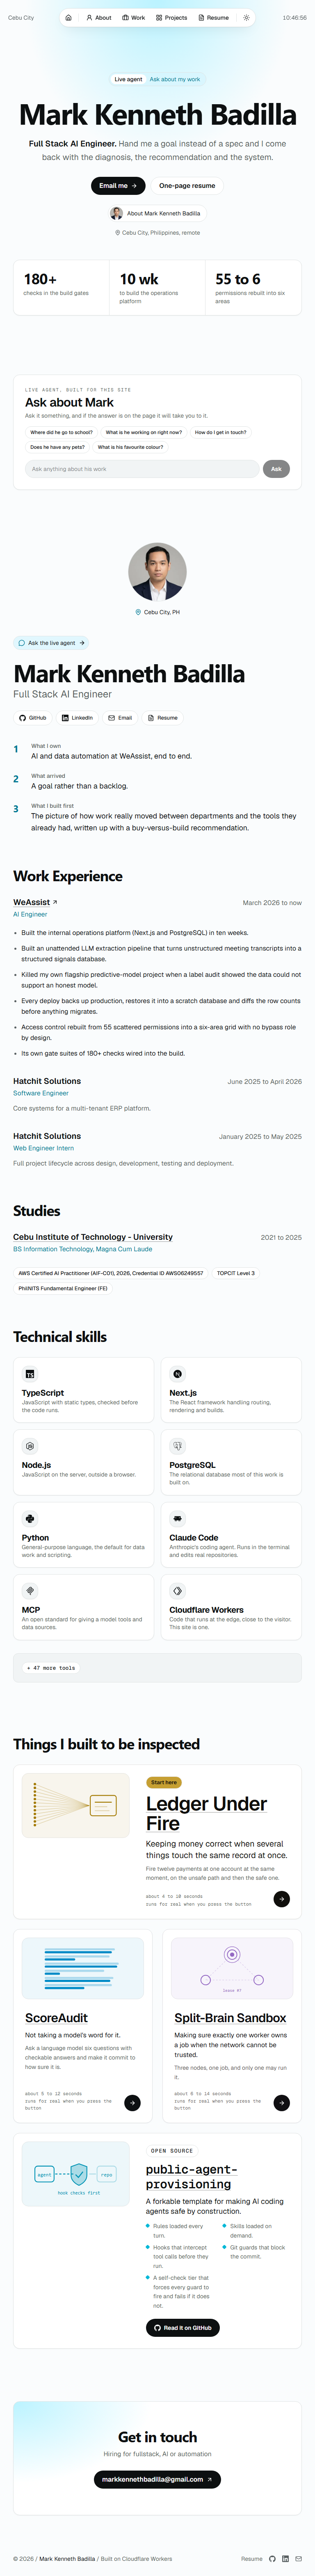 Cebu City
About
Work
Projects
Resume
10:46:56
Live agent
Ask about my work
Mark Kenneth Badilla
Full Stack AI Engineer. Hand me a goal instead of a spec and I come
back with the diagnosis, the recommendation and the system.
Email me →
One-page resume
About Mark Kenneth Badilla
Cebu City, Philippines, remote
180+
checks in the build gates
10 wk
to build the operations
platform
55 to 6
permissions rebuilt into six
areas
LIVE AGENT, BUILT FOR THIS SITE
Ask about Mark
Ask it something, and if the answer is on the page it will take you to it.
Where did he go to school?
What is he working on right now?
How do I get in touch?
Does he have any pets?
What is his favourite colour?
Ask anything about his work
Ask
Cebu City, PH
Ask the live agent →
Mark Kenneth Badilla
Full Stack AI Engineer
GitHub
LinkedIn
Email
Resume
1
What I own
AI and data automation at WeAssist, end to end.
2
What arrived
A goal rather than a backlog.
3
What I built first
The picture of how work really moved between departments and the tools they
already had, written up with a buy-versus-build recommendation.
Work Experience
WeAssist ↗
March 2026 to now
AI Engineer
• Built the internal operations platform (Next.js and PostgreSQL) in ten weeks.
• Built an unattended LLM extraction pipeline that turns unstructured meeting transcripts into a
structured signals database.
• Killed my own flagship predictive-model project when a label audit showed the data could not
support an honest model.
• Every deploy backs up production, restores it into a scratch database and diffs the row counts
before anything migrates.
• Access control rebuilt from 55 scattered permissions into a six-area grid with no bypass role
by design.
• Its own gate suites of 180+ checks wired into the build.
Hatchit Solutions
June 2025 to April 2026
Software Engineer
Core systems for a multi-tenant ERP platform.
Hatchit Solutions
January 2025 to May 2025
Web Engineer Intern
Full project lifecycle across design, development, testing and deployment.
Studies
Cebu Institute of Technology - University
2021 to 2025
BS Information Technology, Magna Cum Laude
AWS Certified AI Practitioner (AIF-C01), 2026, Credential ID AWS06249557
TOPCIT Level 3
PhilNITS Fundamental Engineer (FE)
Technical skills
TS
TypeScript
JavaScript with static types, checked before
the code runs.
Next.js
The React framework handling routing,
rendering and builds.
Node.js
JavaScript on the server, outside a browser.
PostgreSQL
The relational database most of this work is
built on.
Python
General-purpose language, the default for data
work and scripting.
Claude Code
Anthropic's coding agent. Runs in the terminal
and edits real repositories.
MCP
An open standard for giving a model tools and
data sources.
Cloudflare Workers
Code that runs at the edge, close to the visitor.
This site is one.
+ 47 more tools
Things I built to be inspected
Start here
Ledger Under
Fire
Keeping money correct when several
things touch the same record at once.
Fire twelve payments at one account at the same
moment, on the unsafe path and then the safe one.
about 4 to 10 seconds
runs for real when you press the button
ScoreAudit
Not taking a model's word for it.
Ask a language model six questions with
checkable answers and make it commit to
how sure it is.
about 5 to 12 seconds
runs for real when you press the
button
Split-Brain Sandbox
Making sure exactly one worker owns
a job when the network cannot be
trusted.
Three nodes, one job, and only one may run
it.
about 6 to 14 seconds
runs for real when you press the
button
agent
repo
hook checks first
OPEN SOURCE
public-agent-
provisioning
A forkable template for making AI coding
agents safe by construction.
Rules loaded every
turn.
Skills loaded on
demand.
Hooks that intercept
tool calls before they
run.
Git guards that block
the commit.
A self-check tier that
forces every guard to
fire and fails if it does
not.
Read it on GitHub
Get in touch
Hiring for fullstack, AI or automation
markkennethbadilla@gmail.com ↗
© 2026 / Mark Kenneth Badilla / Built on Cloudflare Workers
Resume